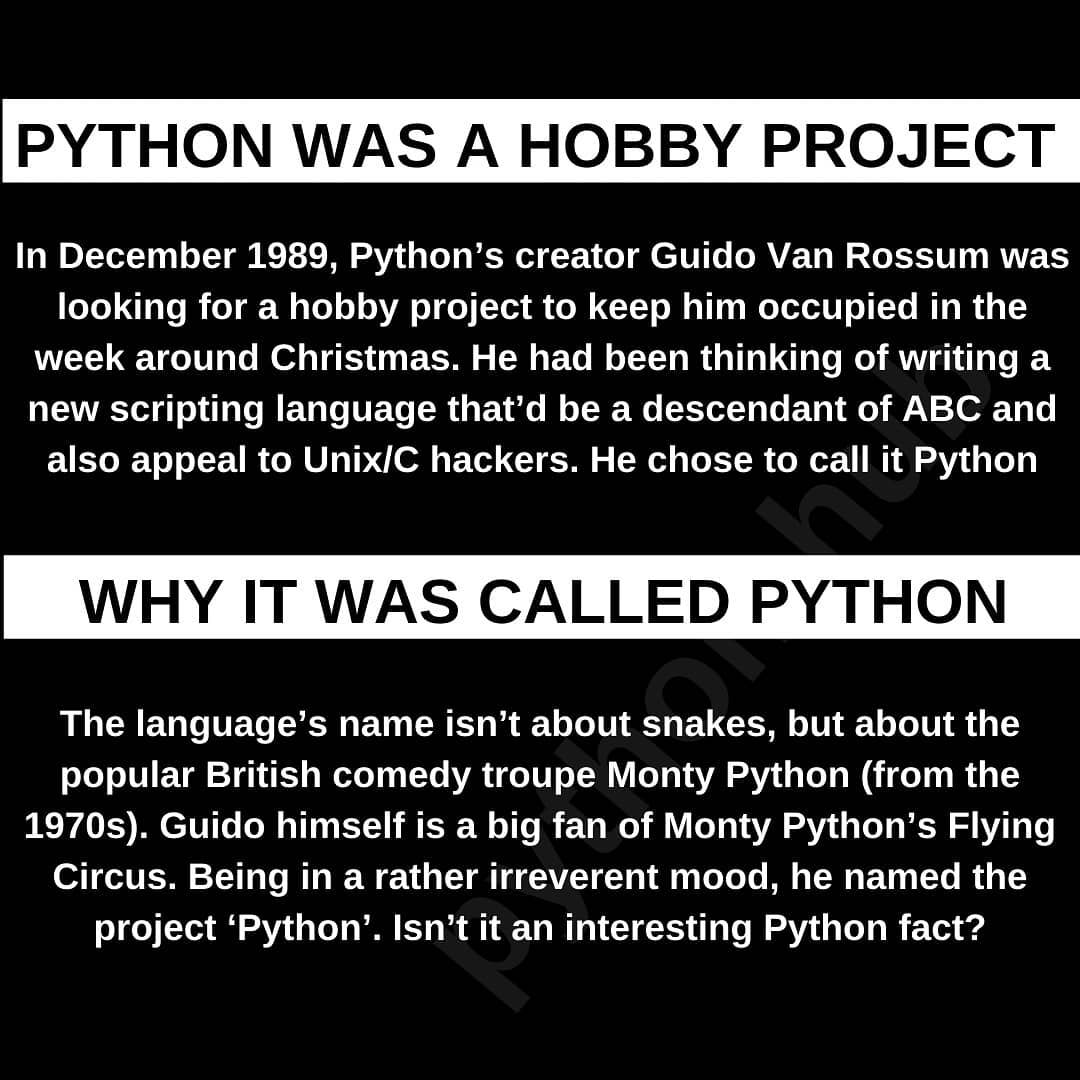 PYTHON WAS A HOBBY PROJECT
In December 1989, Python’s creator Guido Van Rossum was
looking for a hobby project to keep him occupied in the
week around Christmas. He had been thinking of writing a
new scripting language that’d be a descendant of ABC and
also appeal to Unix/C hackers. He chose to call it Python
WHY IT WAS CALLED PYTHON
The language’s name isn’t about snakes, but about the
popular British comedy troupe Monty Python (from the
1970s). Guido himself is a big fan of Monty Python’s Flying
Circus. Being in a rather irreverent mood, he named the
project ‘Python’. Isn’t it an interesting Python fact?